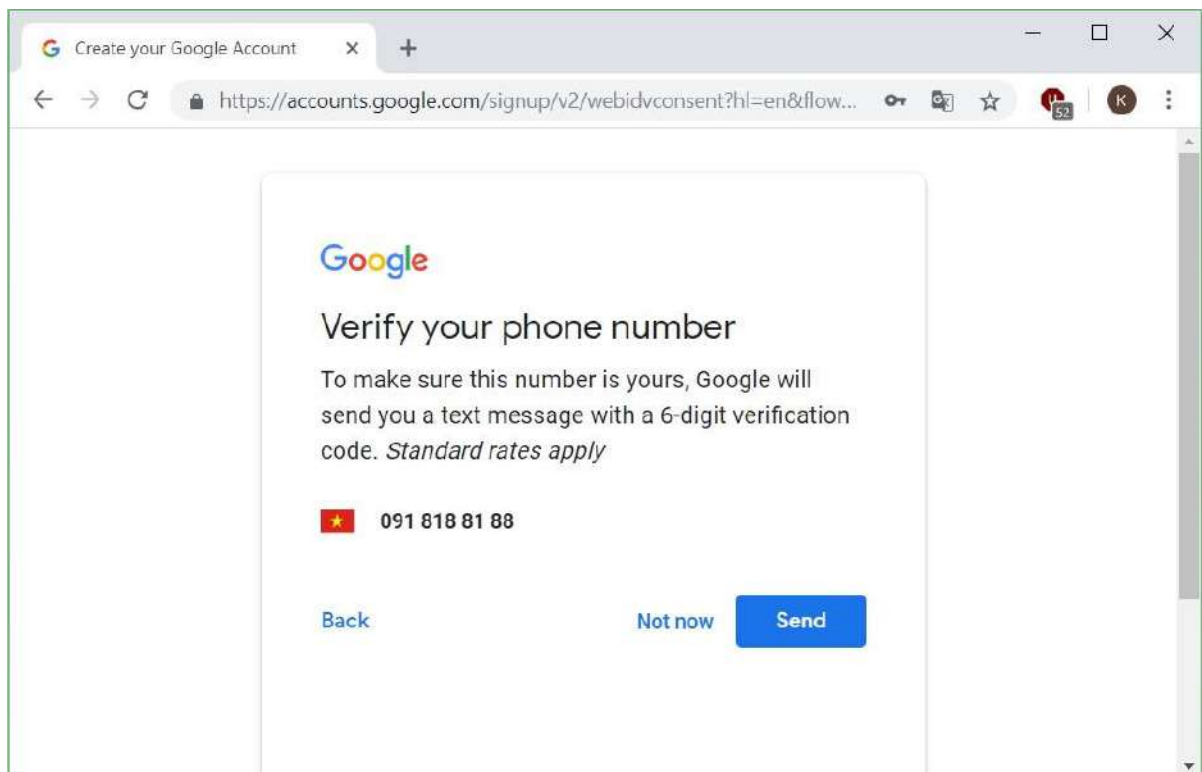 Create your Google Account
https://accounts.google.com/signup/v2/webidvconsent?hl=en&flow...
52
K
Google
Verify your phone number
To make sure this number is yours, Google will
send you a text message with a 6-digit verification
code. Standard rates apply
091 818 81 88
Back Not now Send